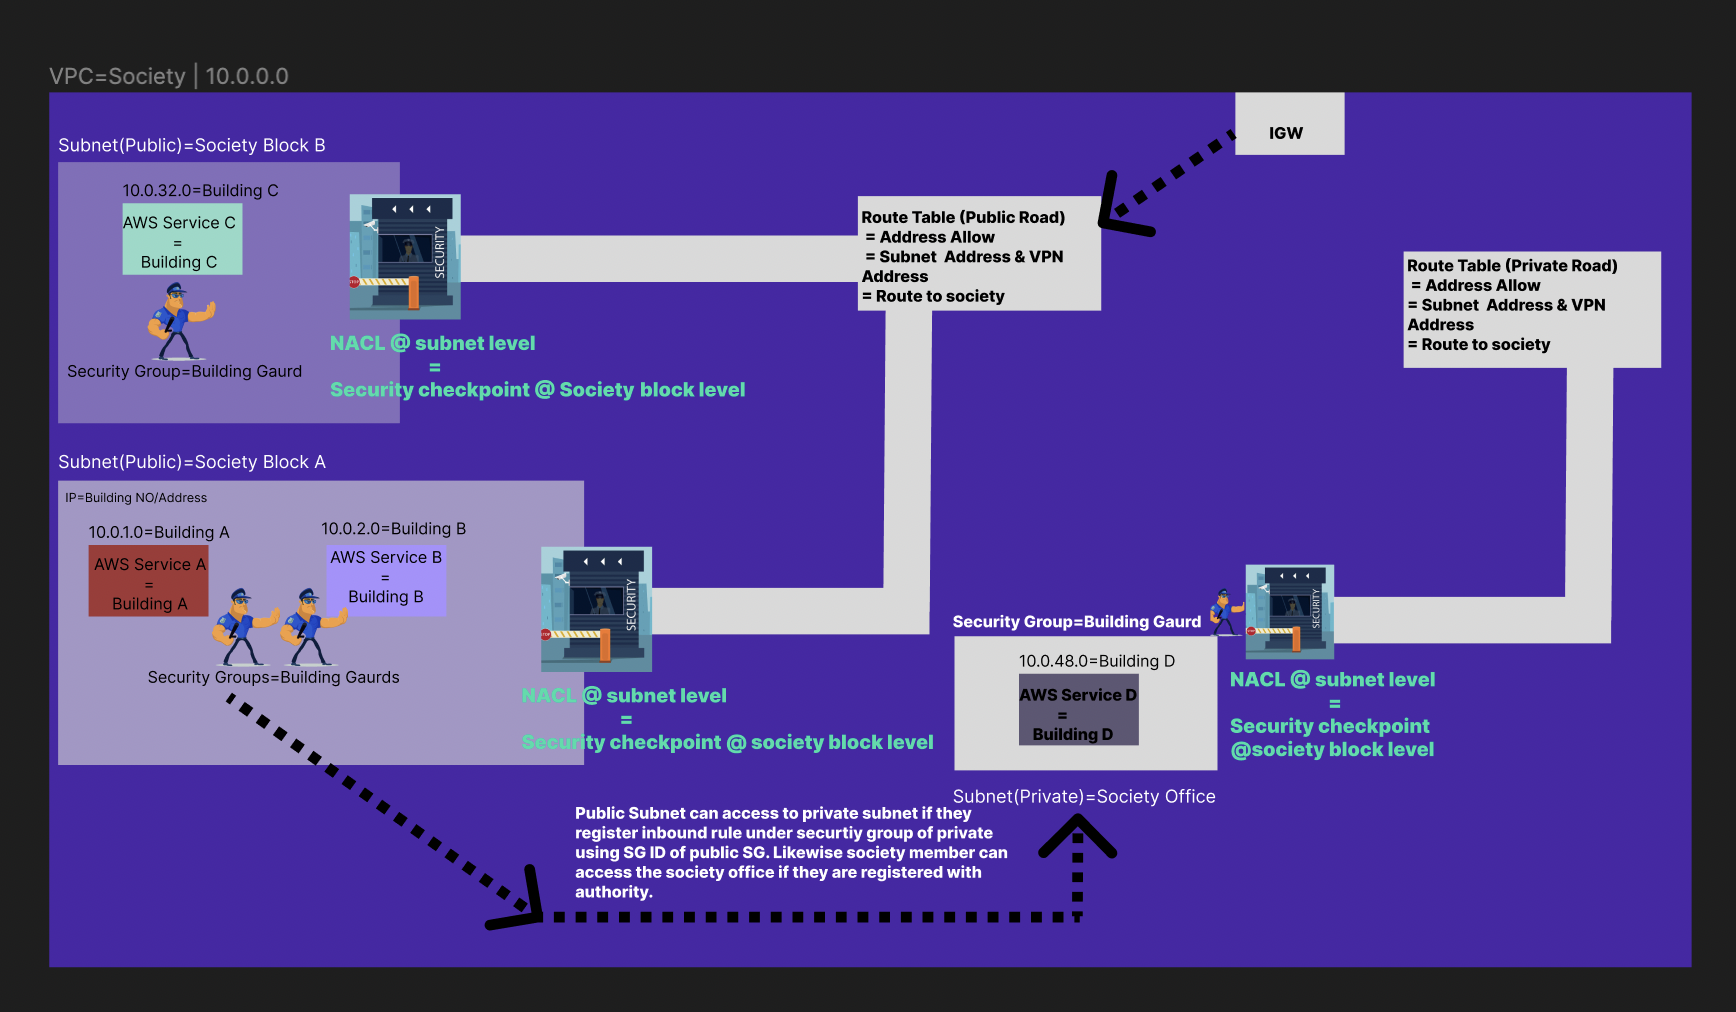 VPC=Society | 10.0.0.0
IGW
Subnet(Public)=Society Block B
10.0.32.0=Building C
AWS Service C
=
Building C
Security Group=Building Gaurd
SECURITY
STOP
NACL @ subnet level
=
Security checkpoint @ Society block level
Route Table (Public Road)
= Address Allow
= Subnet Address & VPN
Address
= Route to society
Route Table (Private Road)
= Address Allow
= Subnet Address & VPN
Address
= Route to society
Subnet(Public)=Society Block A
IP=Building NO/Address
10.0.1.0=Building A
AWS Service A
=
Building A
10.0.2.0=Building B
AWS Service B
=
Building B
Security Groups=Building Gaurds
SECURITY
STOP
NACL @ subnet level
=
Security checkpoint @ society block level
Security Group=Building Gaurd
10.0.48.0=Building D
AWS Service D
=
Building D
Subnet(Private)=Society Office
SECURITY
STOP
NACL @ subnet level
=
Security checkpoint
@society block level
Public Subnet can access to private subnet if they
register inbound rule under securtiy group of private
using SG ID of public SG. Likewise society member can
access the society office if they are registered with
authority.